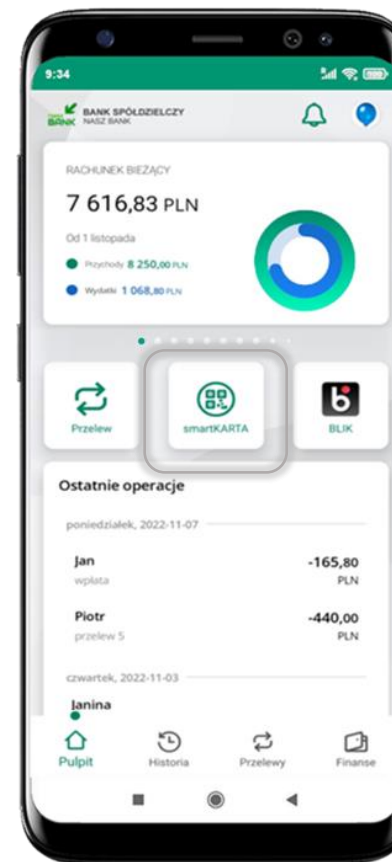 9:34
BANK SPÓŁDZIELCZY
BANK NASZ BANK
RACHUNEK BIEŻĄCY
7 616,83 PLN
Od 1 listopada
Przychody 8 250,00 PLN
Wydatki 1 068,80 PLN
Przelew smartKARTA BLIK
Ostatnie operacje
poniedziałek, 2022-11-07
Jan -165,80
wpłata PLN
Piotr -440,00
przelew 5 PLN
czwartek, 2022-11-03
Janina
Pulpit Historia Przelewy Finanse